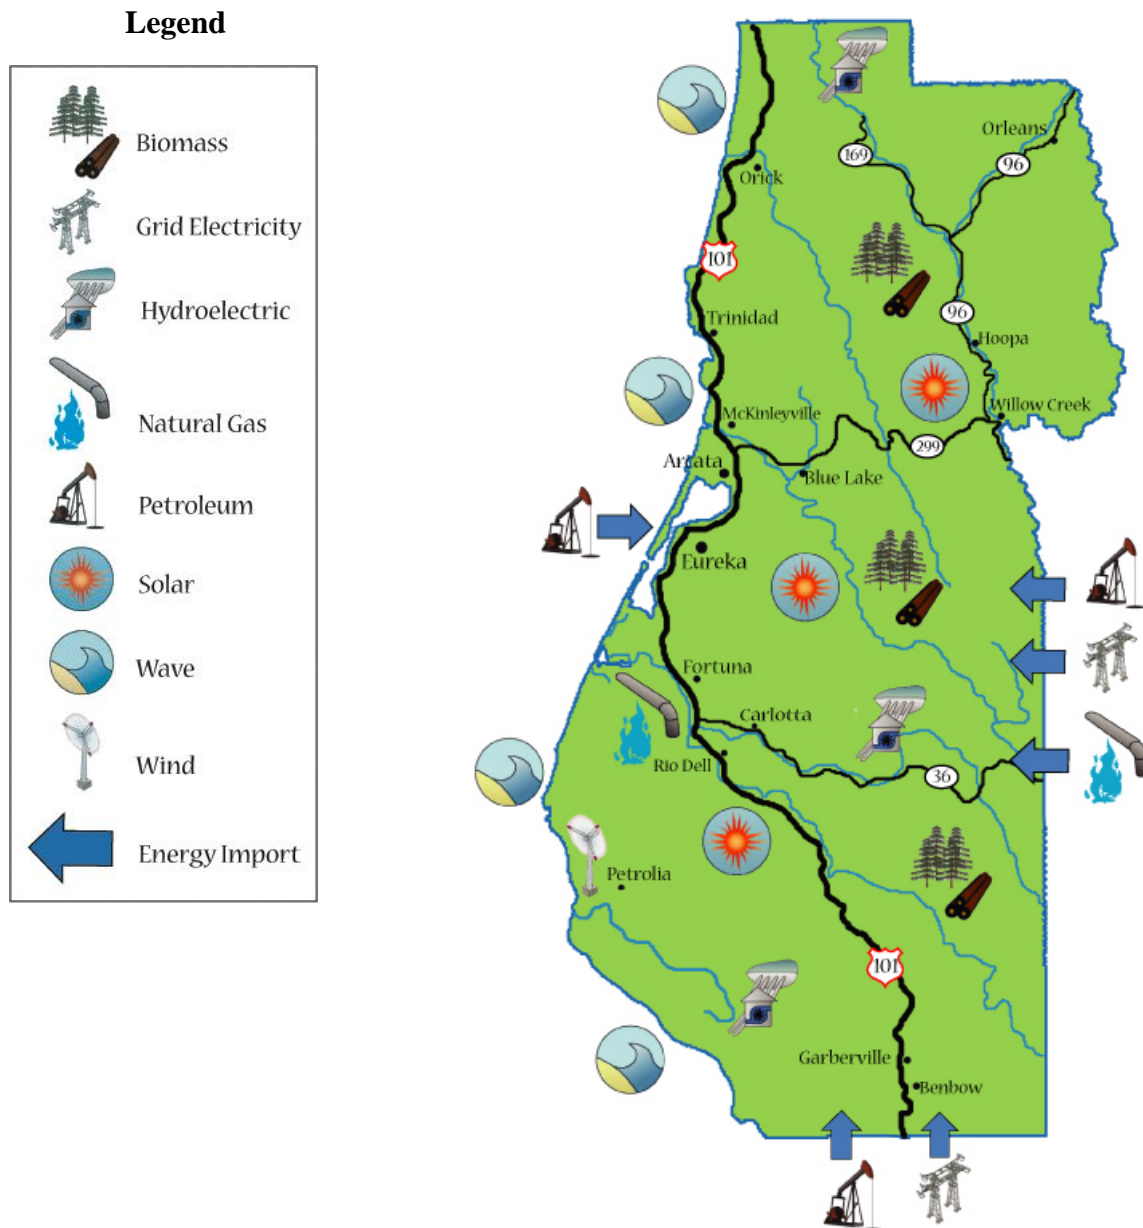 Legend
Biomass
Grid Electricity
Hydroelectric
Natural Gas
Petroleum
Solar
Wave
Wind
Energy Import
Orleans
169
96
Orick
101
96
Trinidad
Hoopa
Willow Creek
McKinleyville
299
Arcata
Blue Lake
Eureka
Fortuna
Carlotta
Rio Dell
36
Petrolia
101
Garberville
Benbow